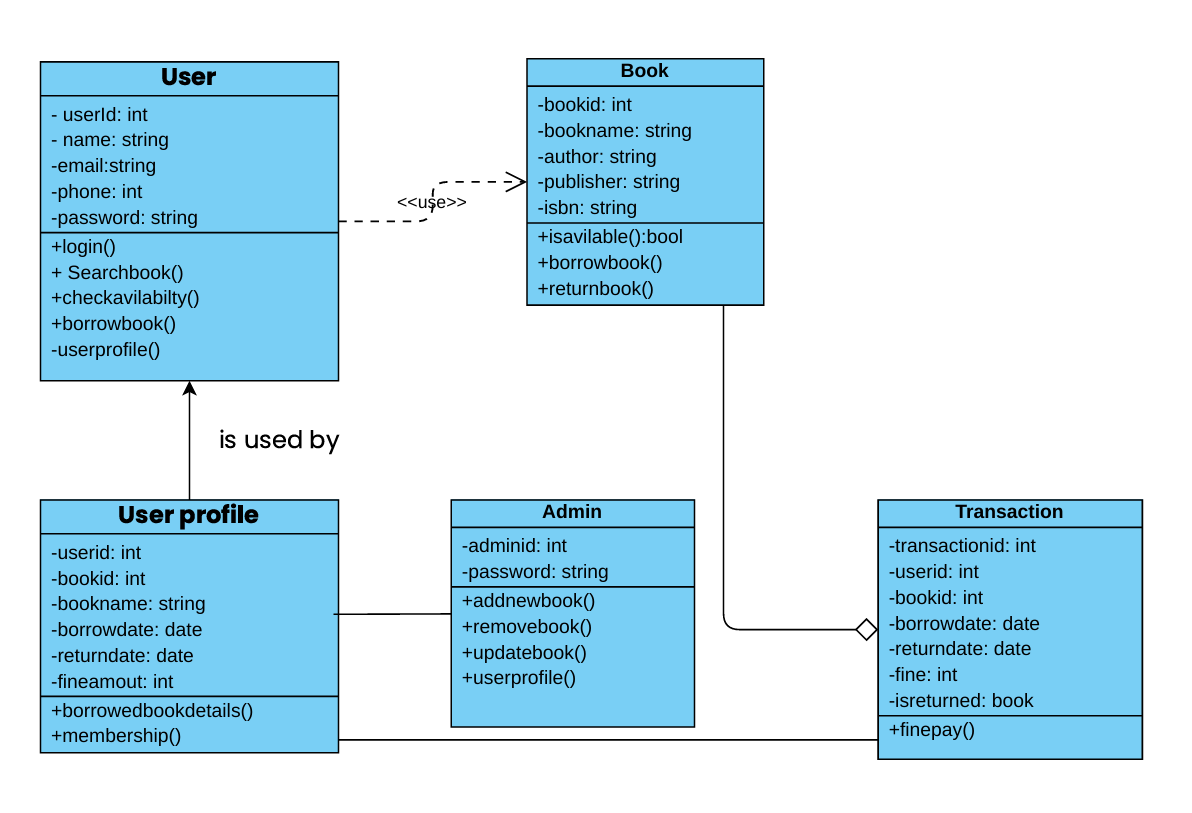 User
- userId: int
- name: string
-email:string
-phone: int
-password: string
+login()
+ Searchbook()
+checkavilabilty()
+borrowbook()
-userprofile()
<<use>>
Book
-bookid: int
-bookname: string
-author: string
-publisher: string
-isbn: string
+isavilable():bool
+borrowbook()
+returnbook()
is used by
User profile
-userid: int
-bookid: int
-bookname: string
-borrowdate: date
-returndate: date
-fineamout: int
+borrowedbookdetails()
+membership()
Admin
-adminid: int
-password: string
+addnewbook()
+removebook()
+updatebook()
+userprofile()
Transaction
-transactionid: int
-userid: int
-bookid: int
-borrowdate: date
-returndate: date
-fine: int
-isreturned: book
+finepay()